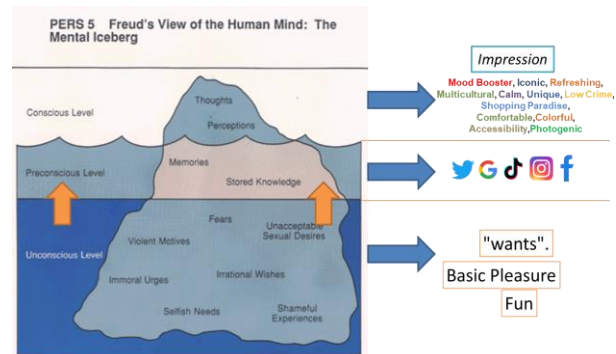 PERS 5 Freud's View of the Human Mind: The
Mental Iceberg
Conscious Level
Thoughts
Perceptions
Preconscious Level
Memories
Stored Knowledge
Unconscious Level
Fears
Unacceptable
Sexual Desires
Violent Motives
Immoral Urges
Irrational Wishes
Selfish Needs
Shameful
Experiences
Impression
Mood Booster, Iconic, Refreshing,
Multicultural, Calm, Unique, Low Crime,
Shopping Paradise,
Comfortable,Colorful,
Accessibility,Photogenic
"wants".
Basic Pleasure
Fun